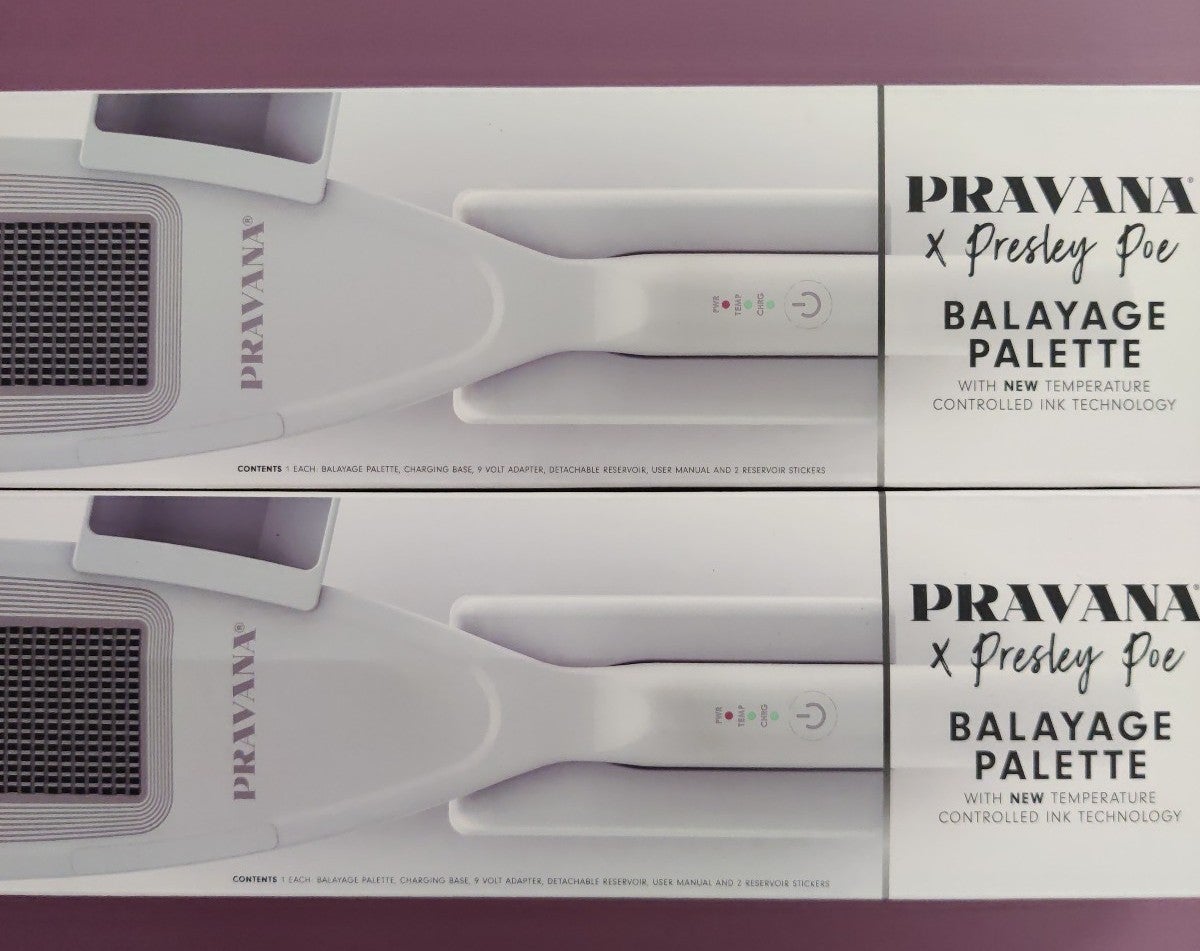 PRAVANA®
PWR
TEMP
CHRG
PRAVANA®
X Presley Poe
BALAYAGE
PALETTE
WITH NEW TEMPERATURE
CONTROLLED INK TECHNOLOGY
CONTENTS 1 EACH: BALAYAGE PALETTE, CHARGING BASE, 9 VOLT ADAPTER, DETACHABLE RESERVOIR, USER MANUAL AND 2 RESERVOIR STICKERS
PRAVANA®
PWR
TEMP
CHRG
PRAVANA®
X Presley Poe
BALAYAGE
PALETTE
WITH NEW TEMPERATURE
CONTROLLED INK TECHNOLOGY
CONTENTS 1 EACH: BALAYAGE PALETTE, CHARGING BASE, 9 VOLT ADAPTER, DETACHABLE RESERVOIR, USER MANUAL AND 2 RESERVOIR STICKERS